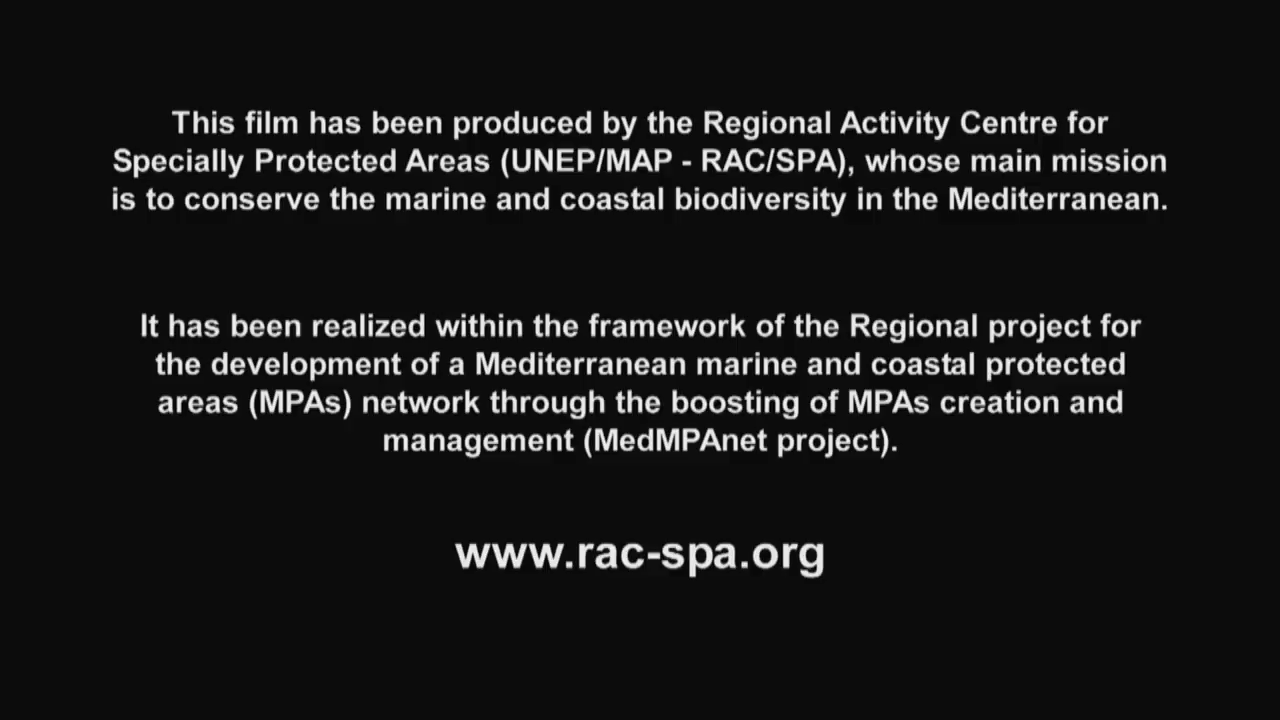 This film has been produced by the Regional Activity Centre for
Specially Protected Areas (UNEP/MAP - RAC/SPA), whose main mission
is to conserve the marine and coastal biodiversity in the Mediterranean.
It has been realized within the framework of the Regional project for
the development of a Mediterranean marine and coastal protected
areas (MPAs) network through the boosting of MPAs creation and
management (MedMPAnet project).
www.rac-spa.org